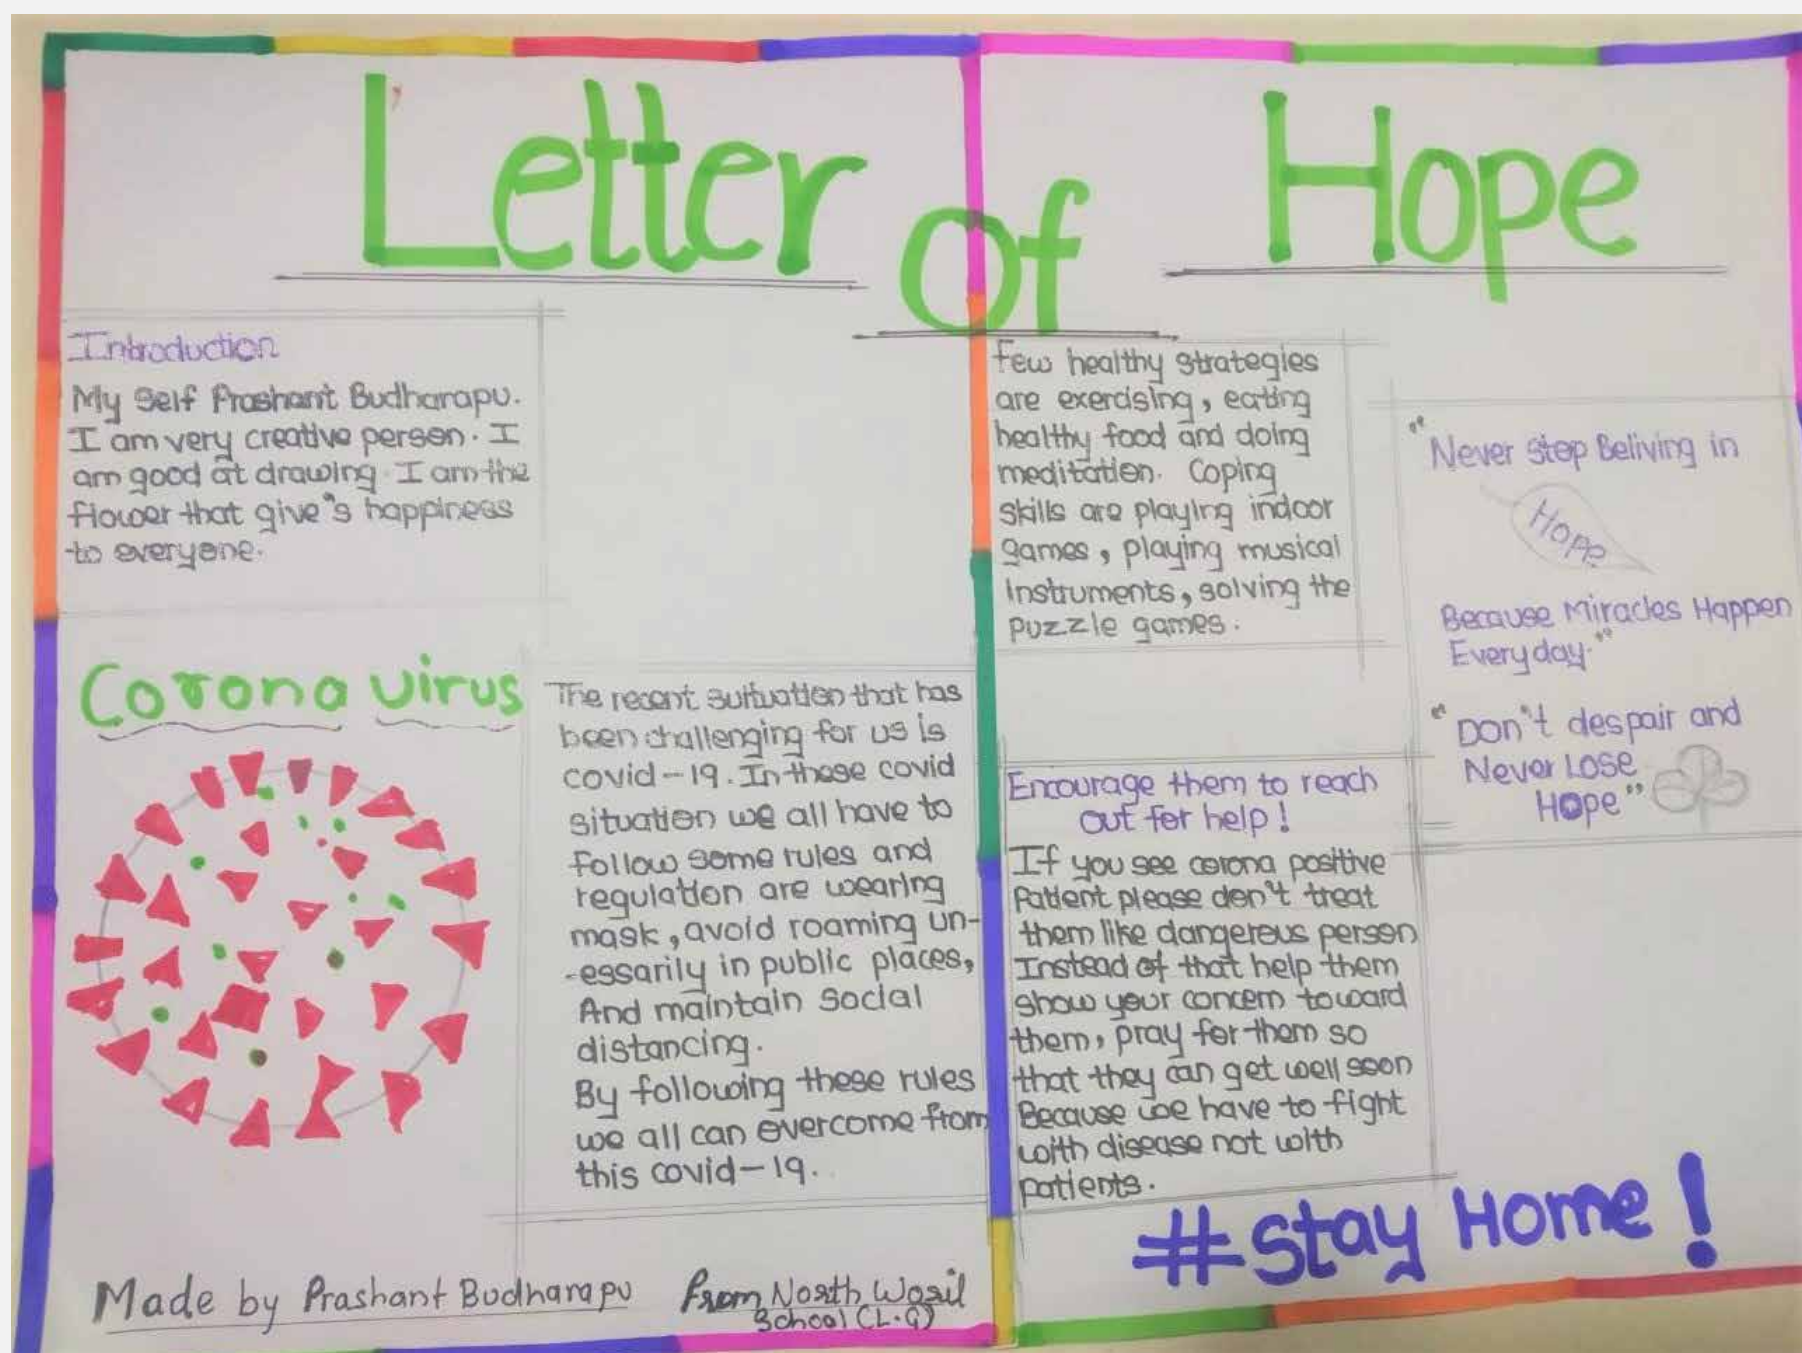 Letter of Hope
Introduction
My Self Prashant Budharapu.
I am very creative person. I
am good at drawing. I am the
flower that give"s happiness
to everyone.
Corona virus
The recent suituation that has
been challenging for us is
covid-19. In these covid
situation we all have to
follow some rules and
regulation are wearing
mask, avoid roaming un-
-essarily in public places,
And maintain social
distancing.
By following these rules
we all can overcome from
this covid-19.
Made by Prashant Budharapu
From North
School (L.G)
Few healthy strategies
are exercising, eating
healthy food and doing
meditation. Coping
skills are playing indoor
games, playing musical
Instruments, solving the
puzzle games.
Encourage them to reach
out for help!
If you see corona positive
Patient please don't treat
them like dangerous person
Instead of that help them
show your concern toward
them, pray for them so
that they can get well soon
Because we have to fight
with disease not with
patients.
"Never stop Beliving in
Hope
Because Miracles Happen
Everyday."
"Don't despair and
Never Lose
Hope"
#stay Home!